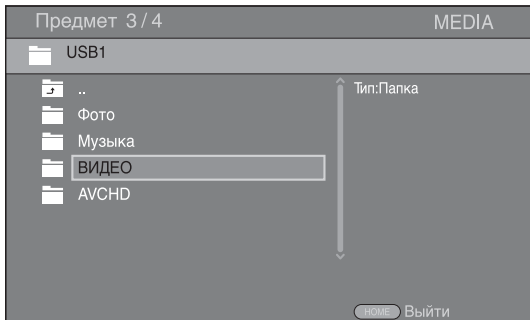 Предмет 3 / 4 MEDIA
USB1
..
Тип:Папка
Фото
Музыка
ВИДЕО
AVCHD
HOME Выйти